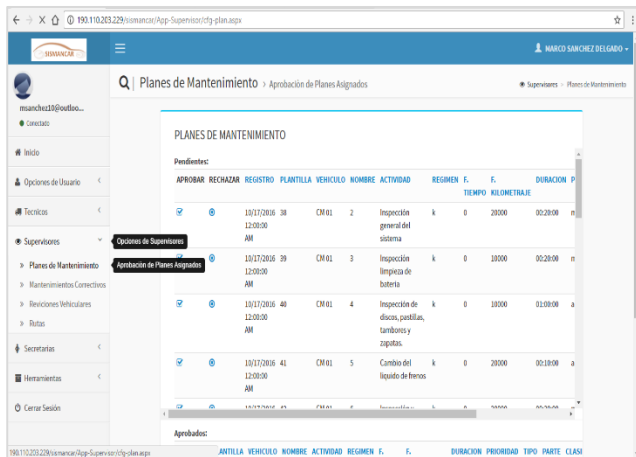 190.110.203.229/sismancar/App-Supervisor/cfg-plan.aspx
SISMANCAR
MARCO SANCHEZ DELGADO
msanchez10@outloo...
Conectado
Planes de Mantenimiento > Aprobación de Planes Asignados
Supervisores > Planes de Mantenimiento
Inicio
Opciones de Usuario
Tecnicos
Supervisores
Opciones de Supervisores
» Planes de Mantenimiento
Aprobación de Planes Asignados
» Mantenimientos Correctivos
» Reviciones Vehiculares
» Rutas
Secretarias
Herramientas
Cerrar Sesión
PLANES DE MANTENIMIENTO
Pendientes:
APROBAR RECHAZAR REGISTRO PLANTILLA VEHICULO NOMBRE ACTIVIDAD REGIMEN F. TIEMPO F. KILOMETRAJE DURACION P
10/17/2016 12:00:00 AM 38 CM 01 2 Inspección general del sistema k 0 20000 00:20:00 m
10/17/2016 12:00:00 AM 39 CM 01 3 Inspección limpieza de bateria k 0 10000 00:20:00 m
10/17/2016 12:00:00 AM 40 CM 01 4 Inspección de discos, pastillas, tambores y zapatas. k 0 10000 01:00:00 a
10/17/2016 12:00:00 AM 41 CM 01 5 Cambio del liquido de frenos k 0 20000 00:10:00 a
Aprobados:
ANTILLA VEHICULO NOMBRE ACTIVIDAD REGIMEN F. F. DURACION PRIORIDAD TIPO PARTE CLASI
190.110.203.229/sismancar/App-Supervisor/cfg-plan.aspx